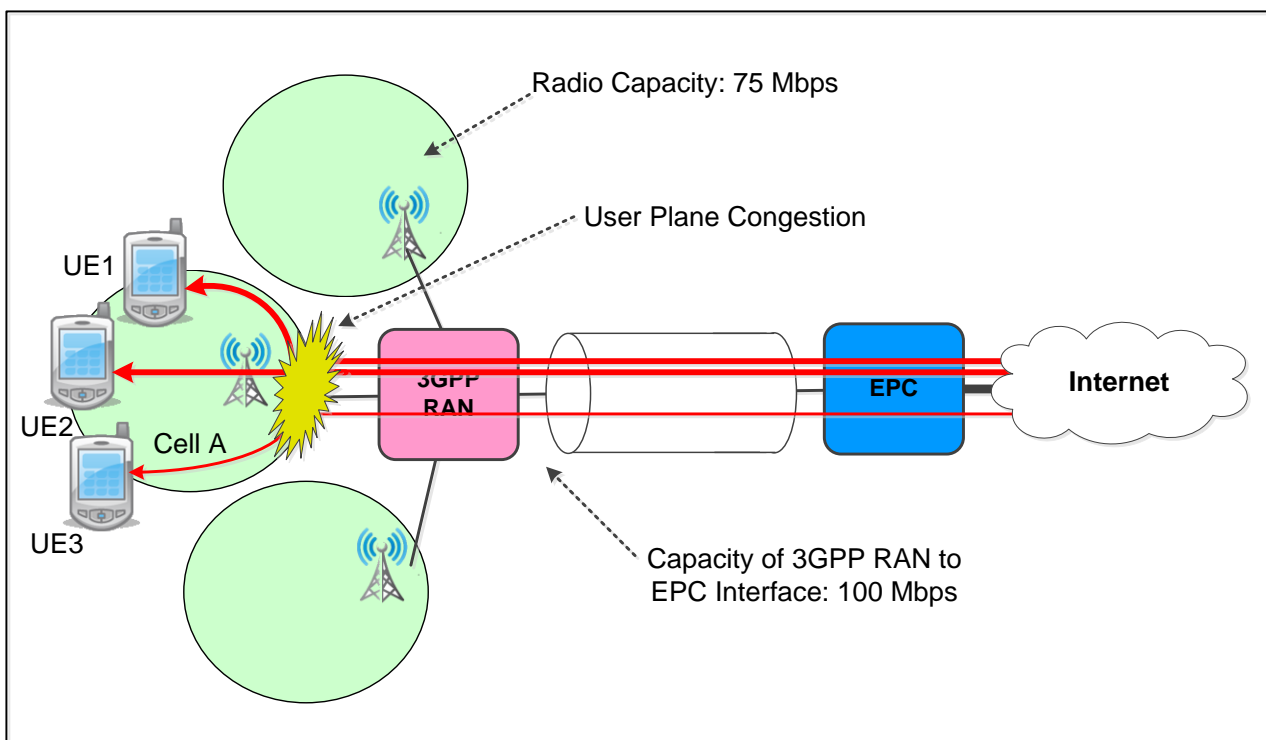 Radio Capacity: 75 Mbps
User Plane Congestion
UE1
3GPP
RAN
EPC
Internet
UE2
Cell A
UE3
Capacity of 3GPP RAN to
EPC Interface: 100 Mbps